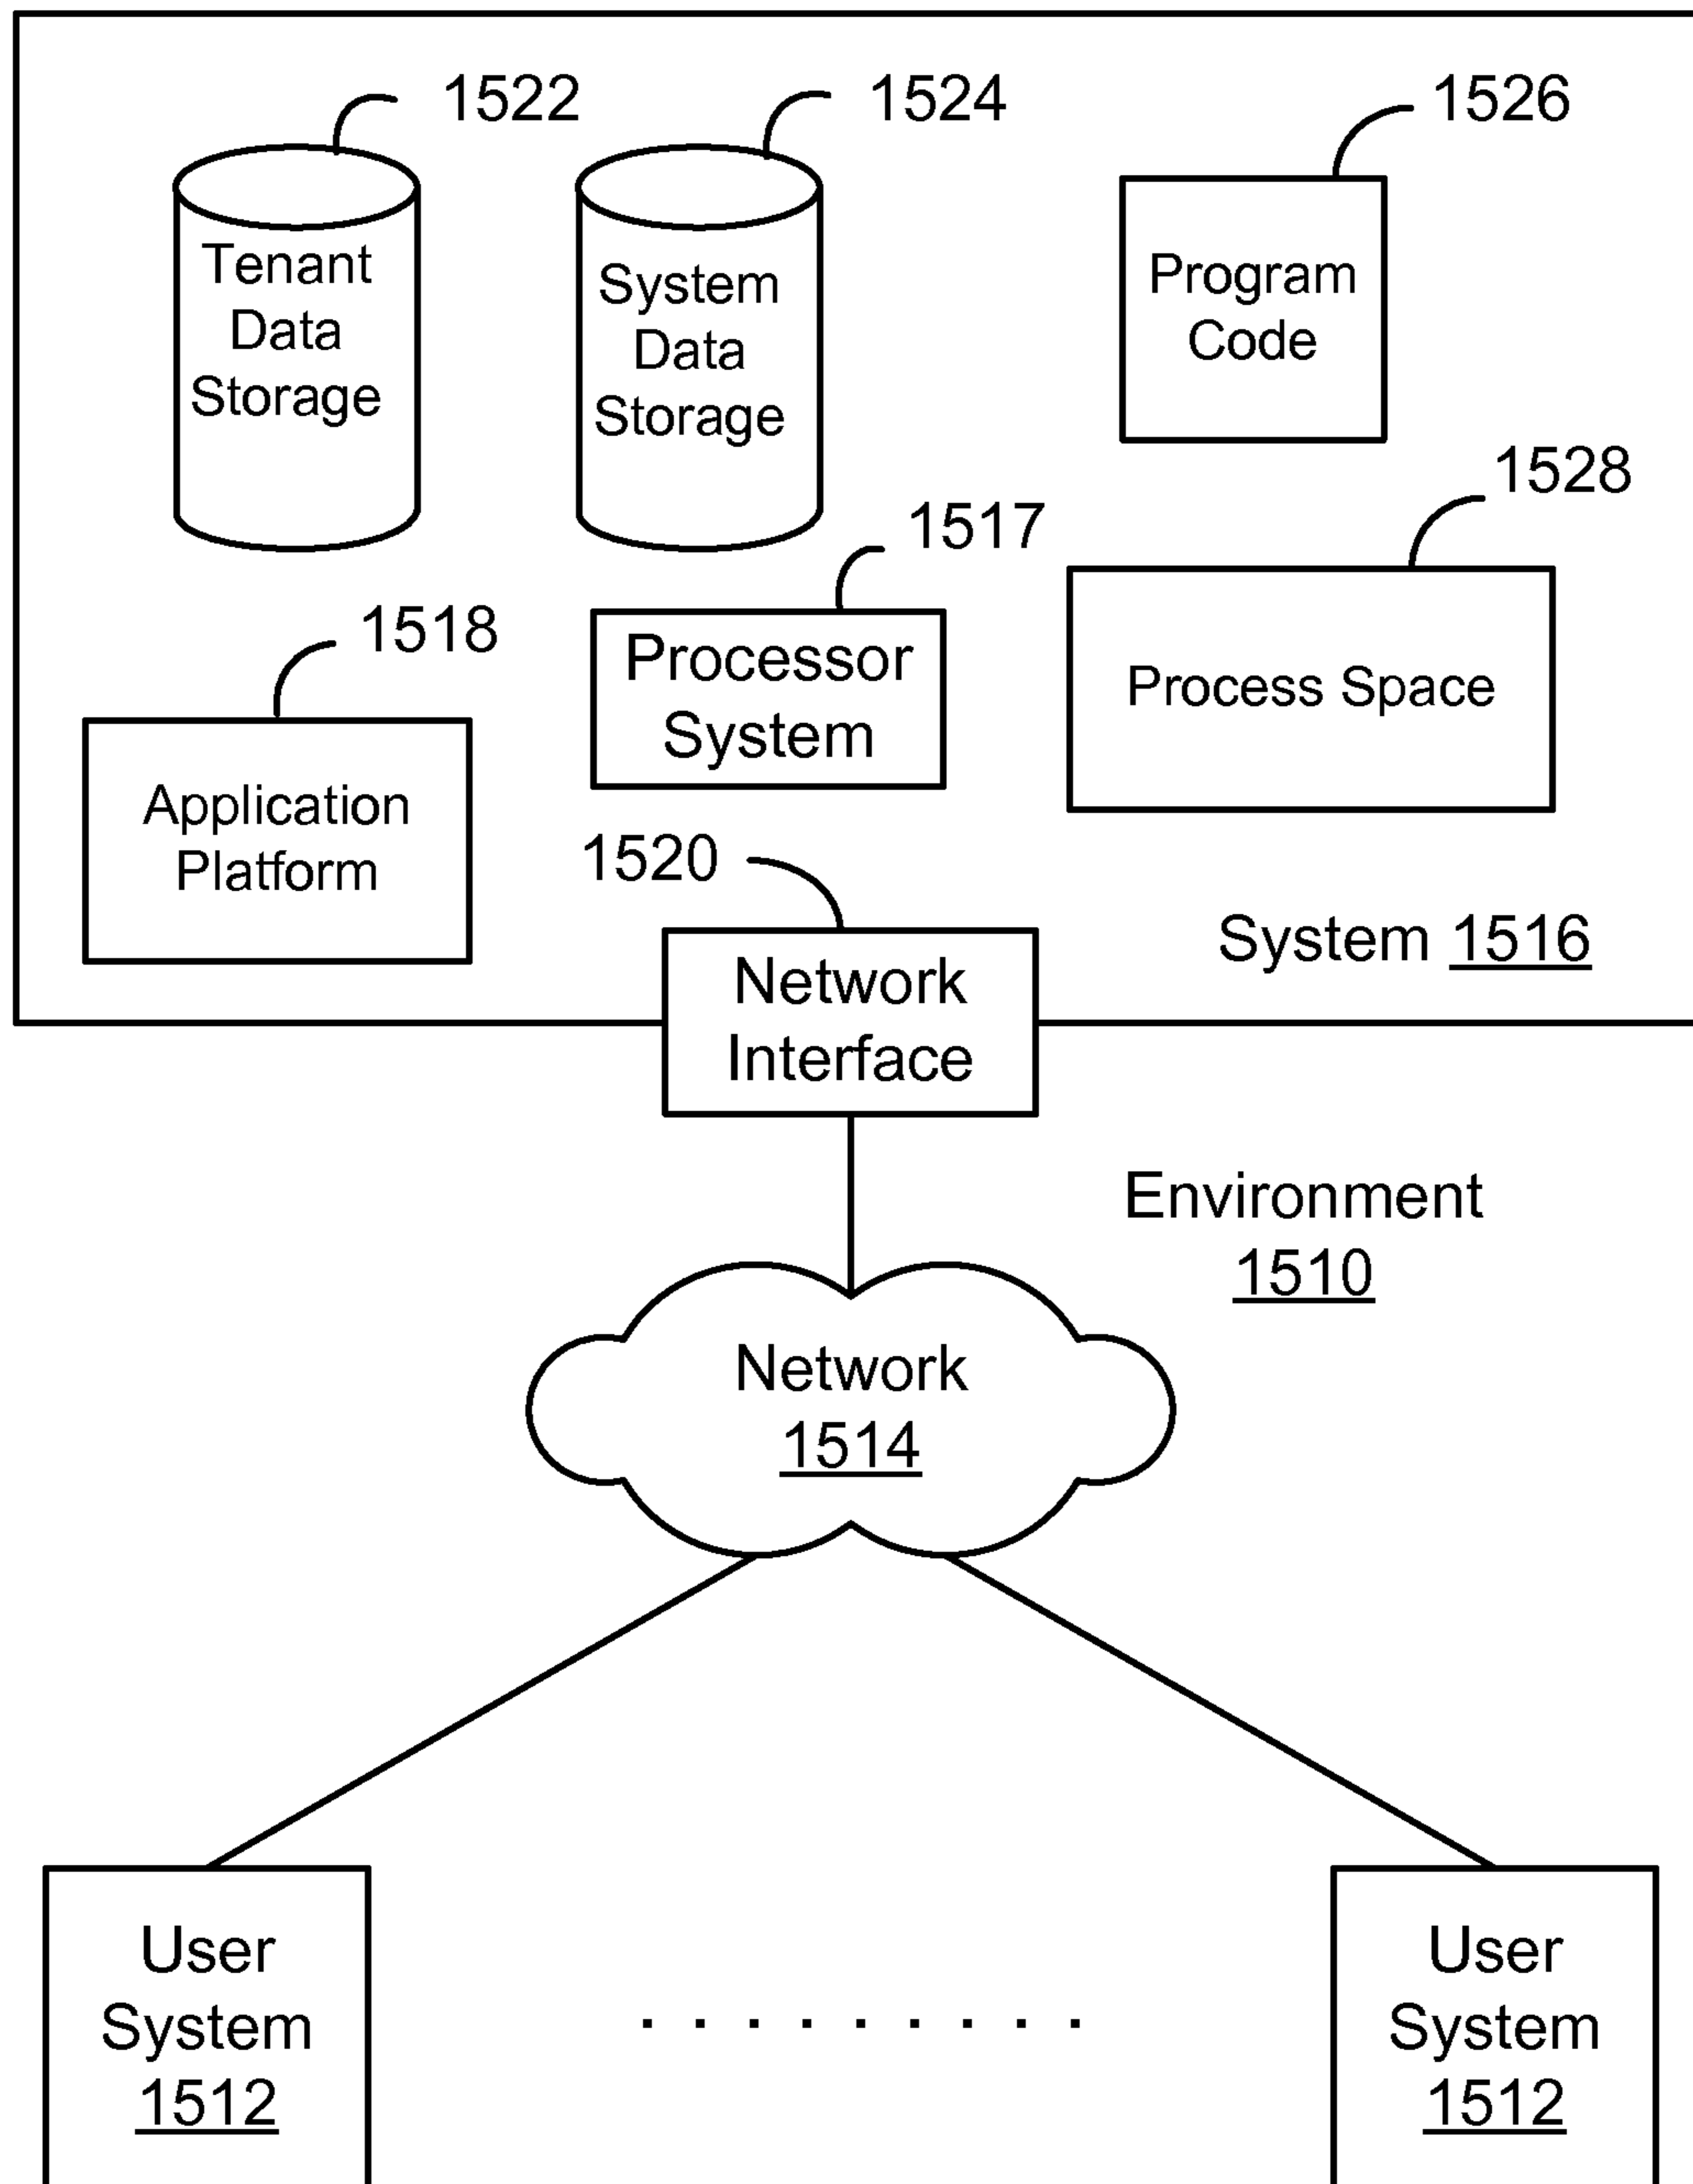 1522
1524
1526
Tenant
Data
Storage
System
Data
Storage
Program
Code
1528
1517
1518
Processor
System
Process Space
Application
Platform
1520
System 1516
Network
Interface
Environment
1510
Network
1514
User
System
1512
. . . . . . . . .
User
System
1512